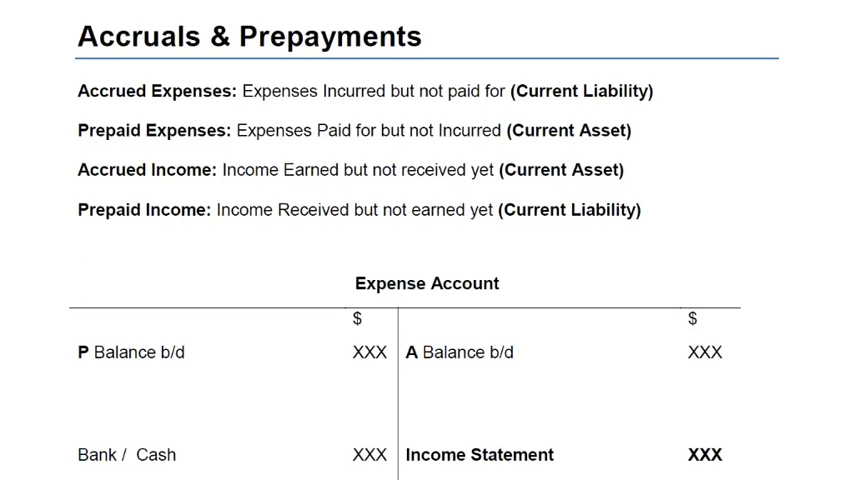 Accruals & Prepayments
Accrued Expenses: Expenses Incurred but not paid for (Current Liability)
Prepaid Expenses: Expenses Paid for but not Incurred (Current Asset)
Accrued Income: Income Earned but not received yet (Current Asset)
Prepaid Income: Income Received but not earned yet (Current Liability)
Expense Account
$ $
P Balance b/d XXX A Balance b/d XXX
Bank / Cash XXX Income Statement XXX